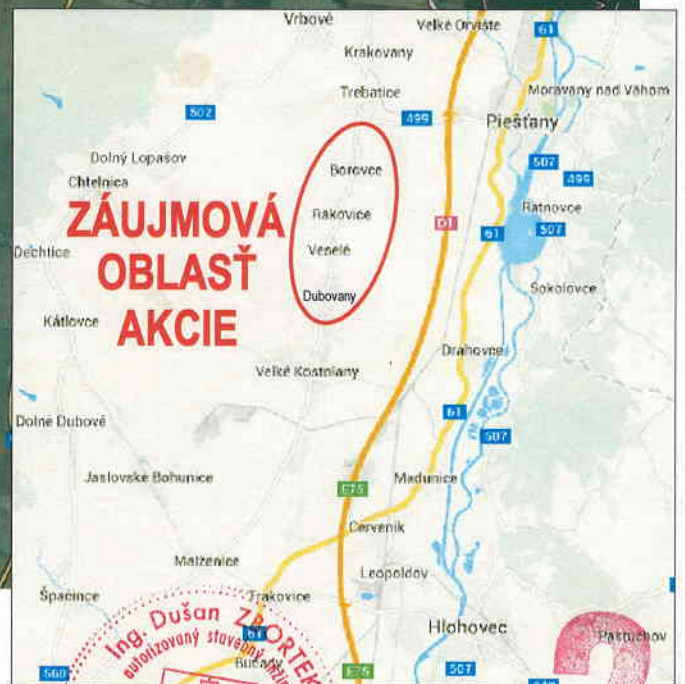 Vrbové
Veľké Orvište
61
Krakovany
Trebatice
Moravany nad Váhom
502
499
Piešťany
Dolný Lopašov
Borovce
507
499
Chtelnica
ZÁUJMOVÁ
Rakovice
Ratnovce
D1
61
507
Dechtice
OBLASŤ
Veselé
Dubovany
Sokolovce
Kátlovce
AKCIE
Drahovce
Veľké Kostoľany
Dolné Dubové
61
507
Jaslovské Bohunice
Madunice
E75
Červeník
Malženice
Leopoldov
Špačince
Trakovice
Ing. Dušan
autorizovaný stavebný
Hlohovec
Pastuchov
61
Bučany
560
E75
507